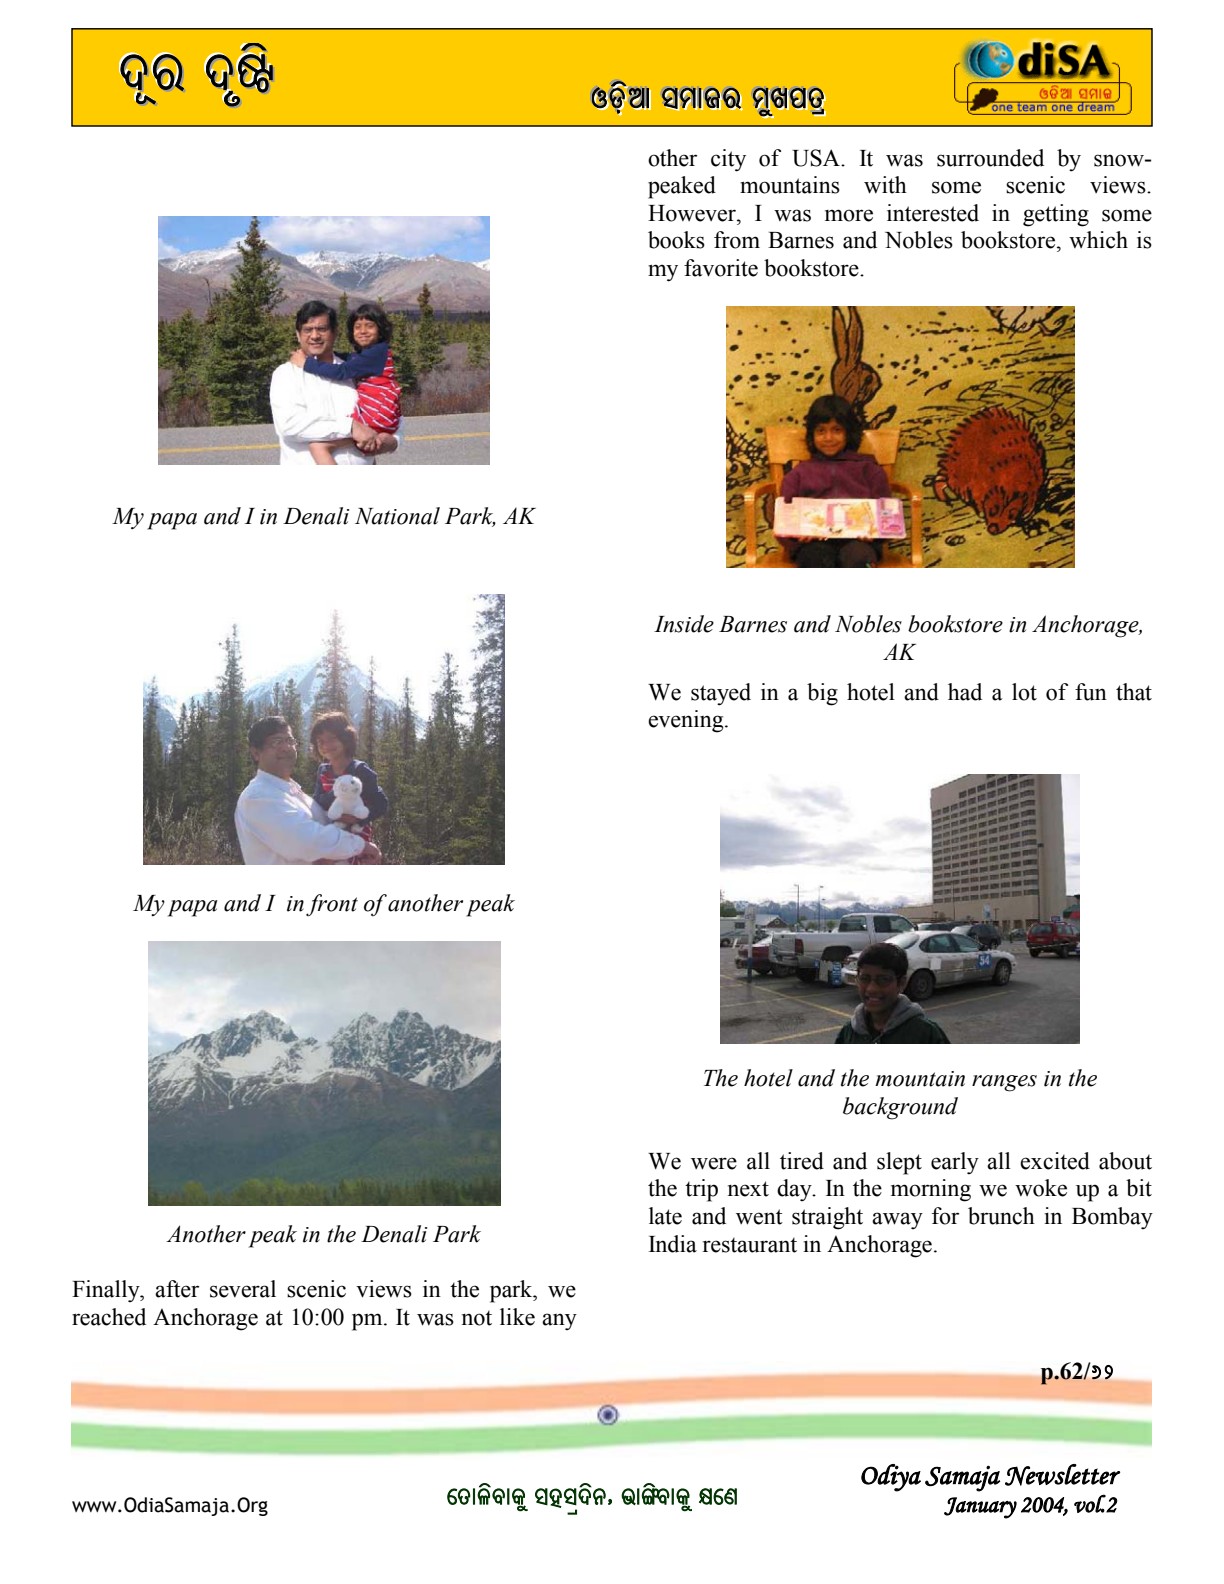 ଦୂର ଦୃଷ୍ଟି
ଓଡ଼ିଆ ସମାଜର ମୁଖପତ୍ର
OdiSA
ଓଡିଆ ସମାଜ
one team one dream
My papa and I in Denali National Park, AK
My papa and I in front of another peak
Another peak in the Denali Park
Finally, after several scenic views in the park, we
reached Anchorage at 10:00 pm. It was not like any
other city of USA. It was surrounded by snow-
peaked mountains with some scenic views.
However, I was more interested in getting some
books from Barnes and Nobles bookstore, which is
my favorite bookstore.
Inside Barnes and Nobles bookstore in Anchorage,
AK
We stayed in a big hotel and had a lot of fun that
evening.
54
The hotel and the mountain ranges in the
background
We were all tired and slept early all excited about
the trip next day. In the morning we woke up a bit
late and went straight away for brunch in Bombay
India restaurant in Anchorage.
p.62/୬୨
www.OdiaSamaja.Org
ତୋଳିବାକୁ ସହସ୍ରଦିନ, ଭାଙ୍ଗିବାକୁ କ୍ଷଣେ
Odiya Samaja Newsletter
January 2004, vol.2